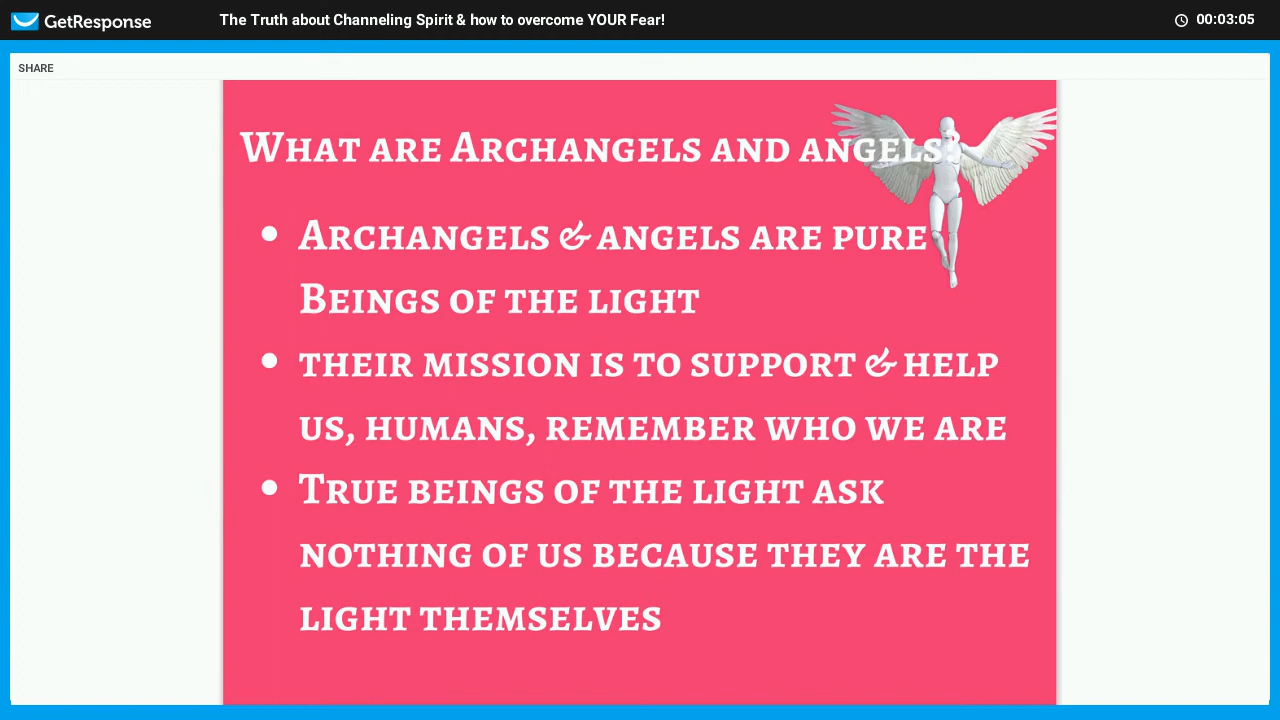 GetResponse
The Truth about Channeling Spirit & how to overcome YOUR Fear!
00:03:05
SHARE
What are Archangels and angels?
• Archangels & angels are pure
Beings of the light
• their mission is to support & help
us, humans, remember who we are
• True beings of the light ask
nothing of us because they are the
light themselves